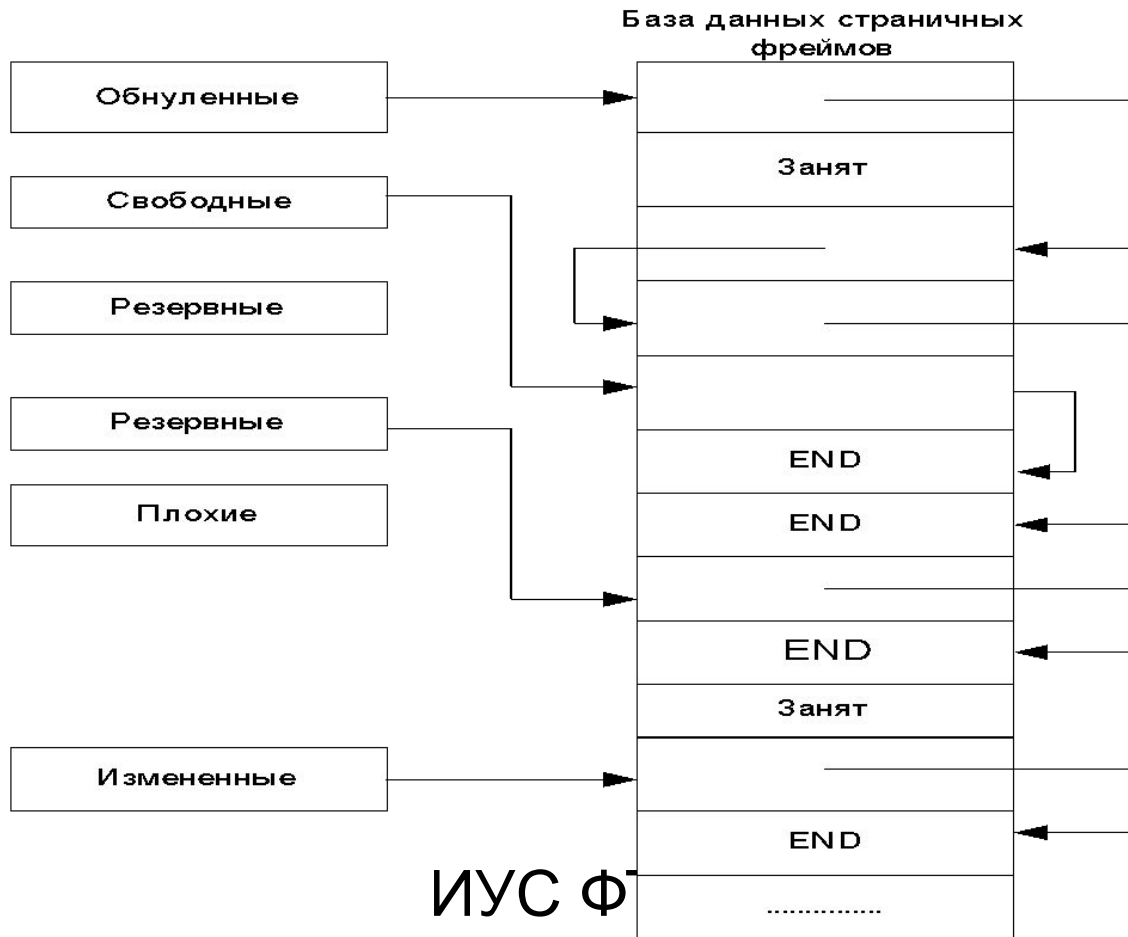 База данных страничных
фреймов
Обнуленные
Занят
Свободные
Резервные
Резервные
END
Плохие
END
END
Занят
Измененные
END
ИУС
...............